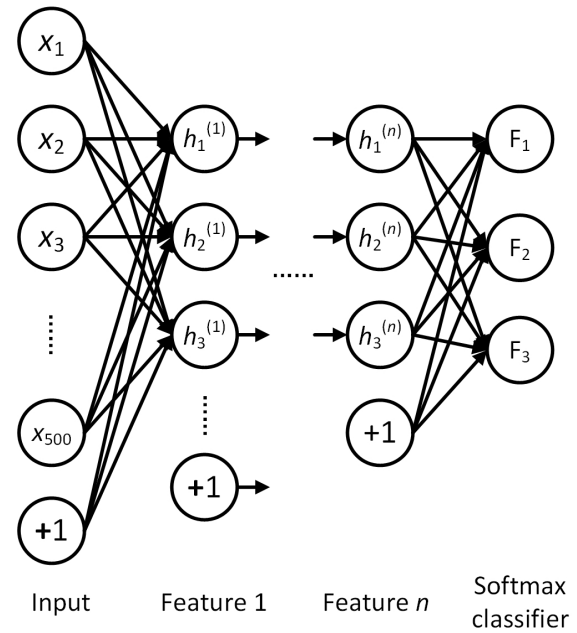 x₁
x₂
x₃
x₅₀₀
+1
h₁⁽¹⁾
h₂⁽¹⁾
h₃⁽¹⁾
+1
......
h₁⁽ⁿ⁾
h₂⁽ⁿ⁾
h₃⁽ⁿ⁾
+1
F₁
F₂
F₃
Input
Feature 1
Feature n
Softmax
classifier